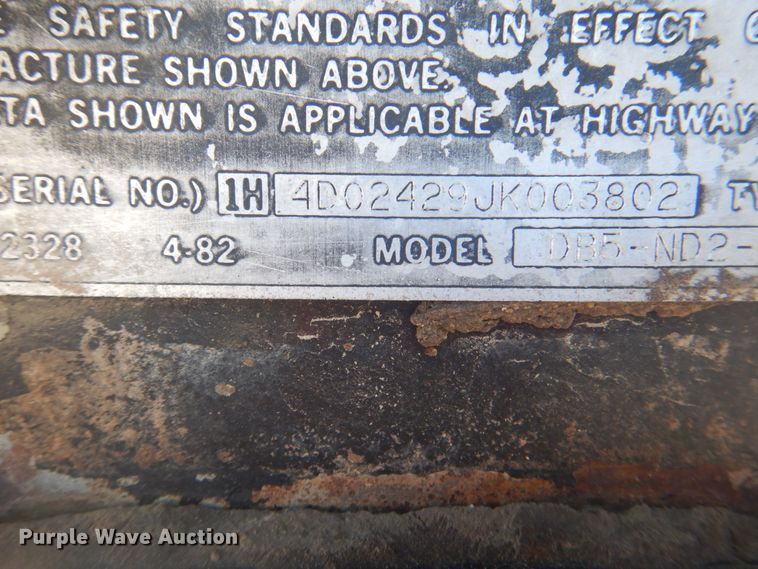 SAFETY STANDARDS IN EFFECT
ACTURE SHOWN ABOVE.
TA SHOWN IS APPLICABLE AT HIGHWAY
SERIAL NO.) 1H 4D02429JK003802
2328 4-82 MODEL DB5-ND2-
Purple Wave Auction